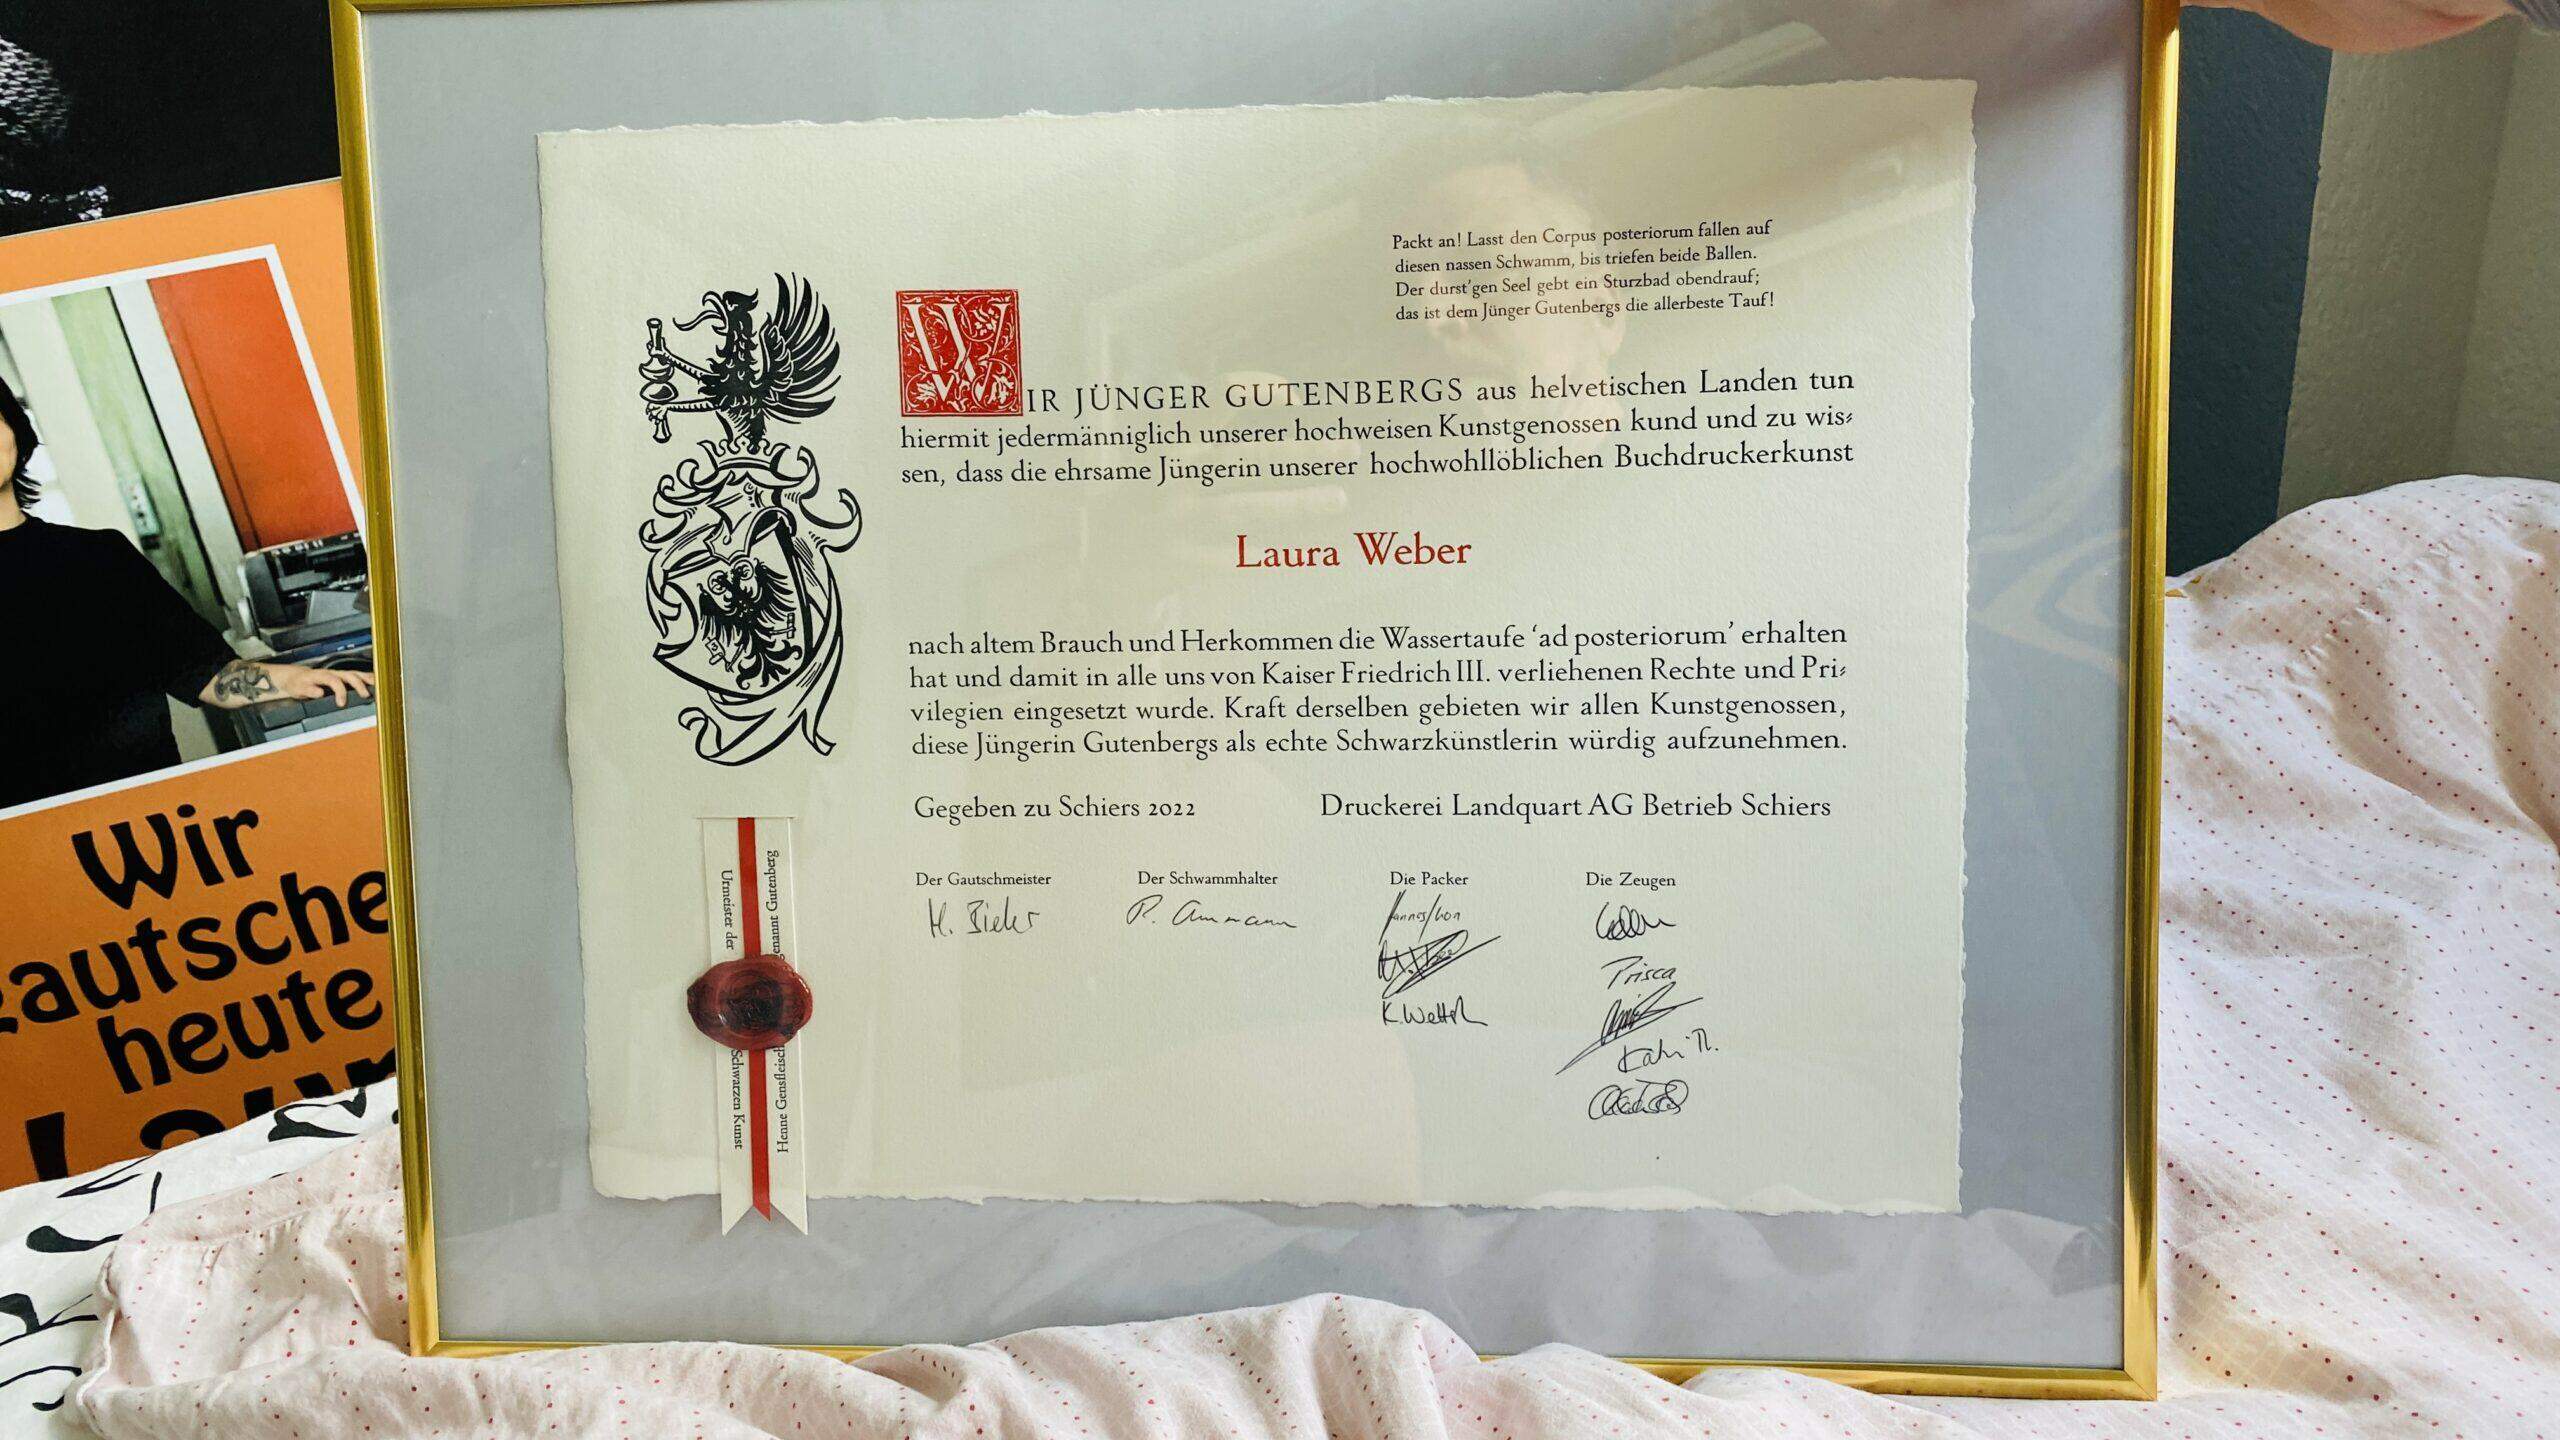 Packt an! Lasst den Corpus posteriorum fallen auf
diesen nassen Schwamm, bis triefen beide Ballen.
Der durst'gen Seel gebt ein Sturzbad obendrauf;
das ist dem Jünger Gutenbergs die allerbeste Tauf!
WIR JÜNGER GUTENBERGS aus helvetischen Landen tun
hiermit jedermänniglich unserer hochweisen Kunstgenossen kund und zu wis⸗
sen, dass die ehrsame Jüngerin unserer hochwohllöblichen Buchdruckerkunst
Laura Weber
nach altem Brauch und Herkommen die Wassertaufe ‘ad posteriorum’ erhalten
hat und damit in alle uns von Kaiser Friedrich III. verliehenen Rechte und Pri⸗
vilegien eingesetzt wurde. Kraft derselben gebieten wir allen Kunstgenossen,
diese Jüngerin Gutenbergs als echte Schwarzkünstlerin würdig aufzunehmen.
Gegeben zu Schiers 2022
Druckerei Landquart AG Betrieb Schiers
Der Gautschmeister
Der Schwammhalter
Die Packer
Die Zeugen
H. Bieler
R. Ammann
Prisca
Henne Gensfleisch genannt Gutenberg
Urmeister der Schwarzen Kunst
Wir
gautsche
heute